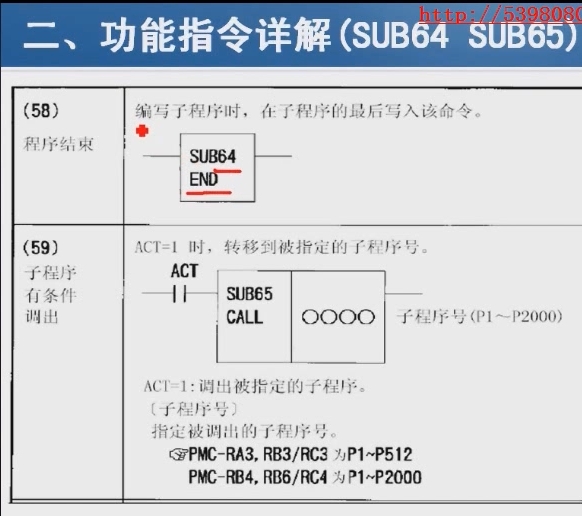 http://5398080
二、功能指令详解(SUB64 SUB65)
(58)
程序结束
编写子程序时，在子程序的最后写入该命令。
SUB64
END
(59)
子程序
有条件
调出
ACT=1 时，转移到被指定的子程序号。
ACT
SUB65
CALL
○○○○
子程序号(P1～P2000)
ACT=1:调出被指定的子程序。
〔子程序号〕
指定被调出的子程序号。
☞PMC-RA3, RB3/RC3 为P1~P512
PMC-RB4, RB6/RC4 为P1~P2000